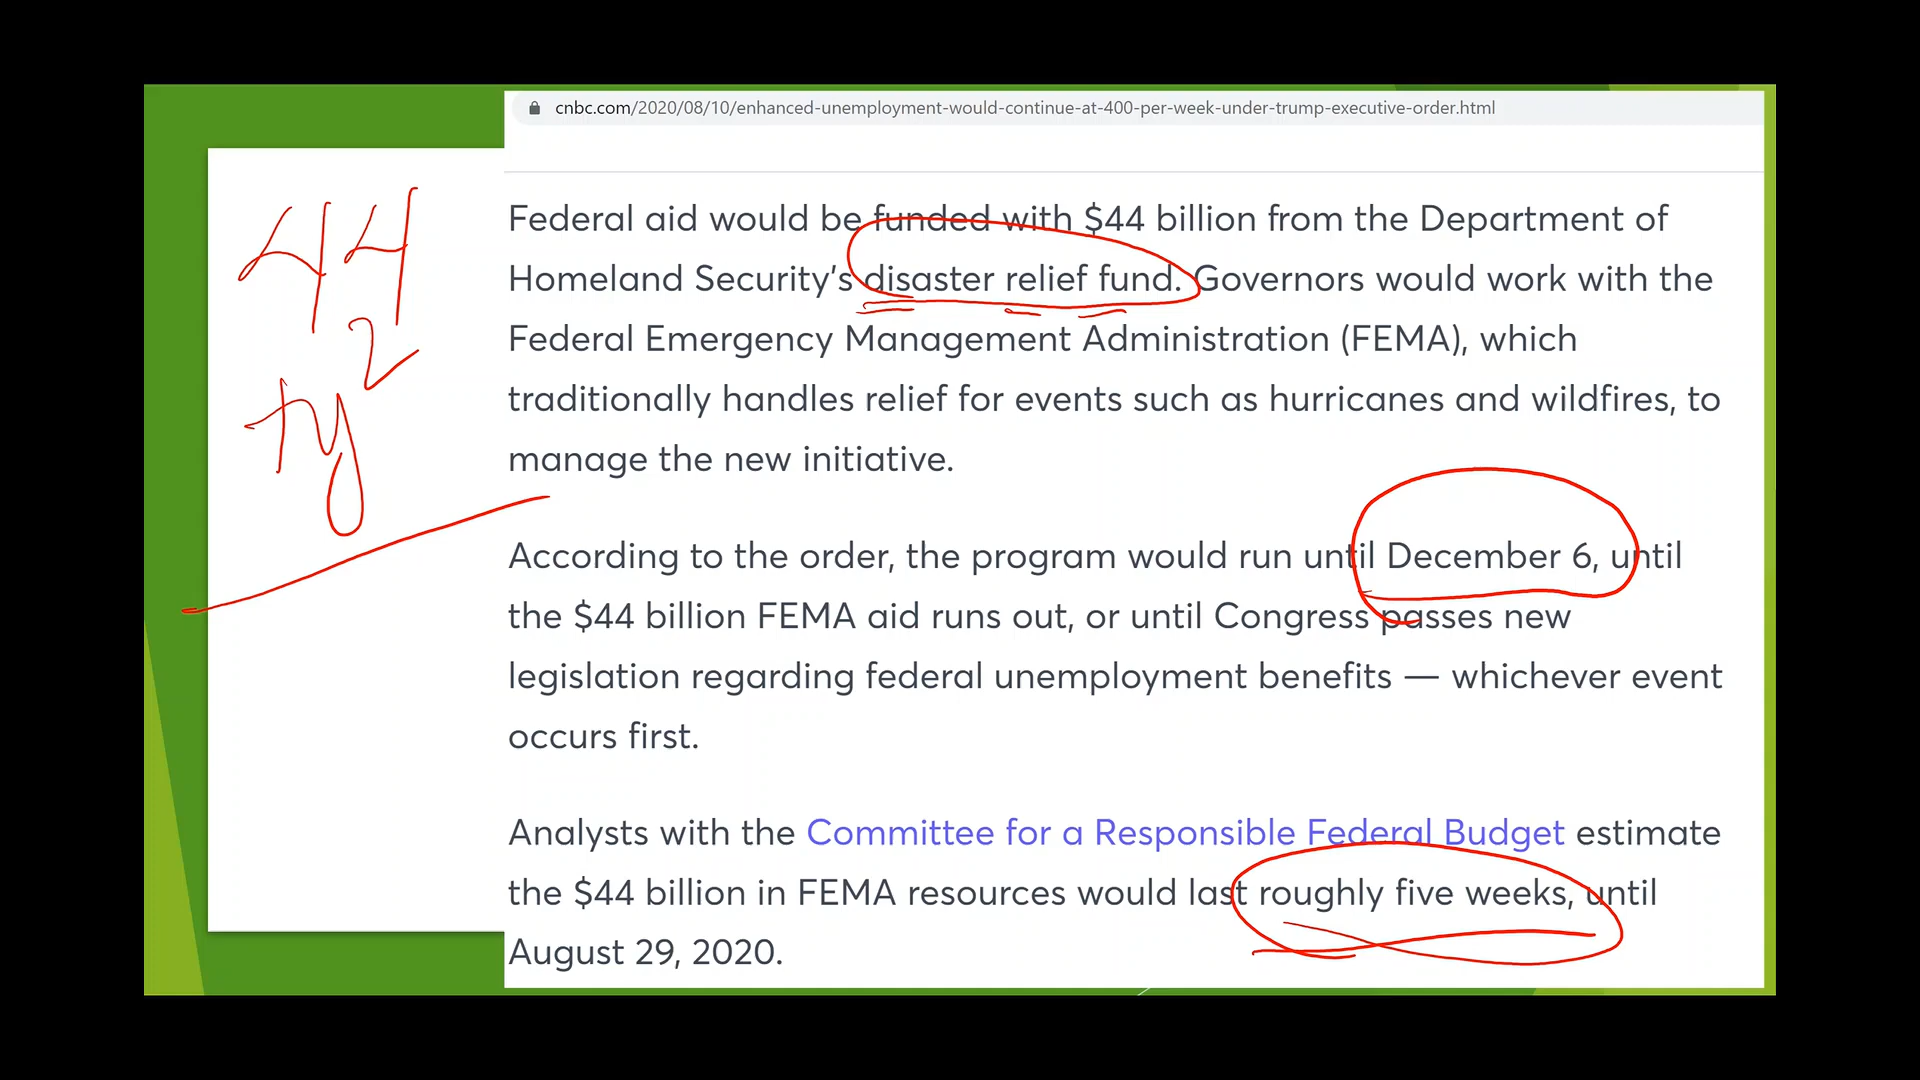 cnbc.com/2020/08/10/enhanced-unemployment-would-continue-at-400-per-week-under-trump-executive-order.html
44
2
ty
Federal aid would be funded with $44 billion from the Department of
Homeland Security's disaster relief fund. Governors would work with the
Federal Emergency Management Administration (FEMA), which
traditionally handles relief for events such as hurricanes and wildfires, to
manage the new initiative.
According to the order, the program would run until December 6, until
the $44 billion FEMA aid runs out, or until Congress passes new
legislation regarding federal unemployment benefits — whichever event
occurs first.
Analysts with the Committee for a Responsible Federal Budget estimate
the $44 billion in FEMA resources would last roughly five weeks, until
August 29, 2020.